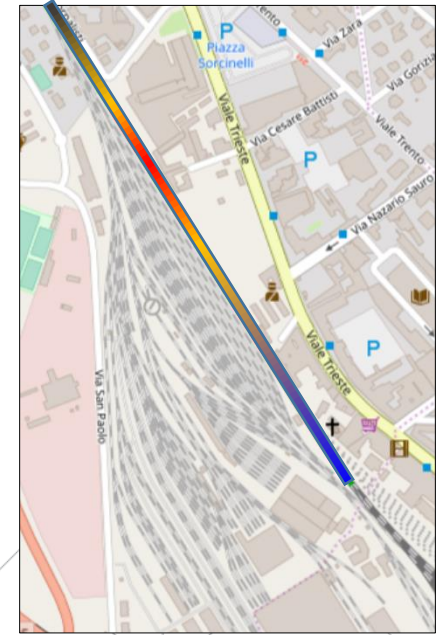 P
Piazza
Sorcinelli
Via Zara
Via Gorizia
Viale Trieste
Via Cesare Battisti
Viale Trento
P
Via Nazario Sauro
Viale Trieste
P
Via San Paolo